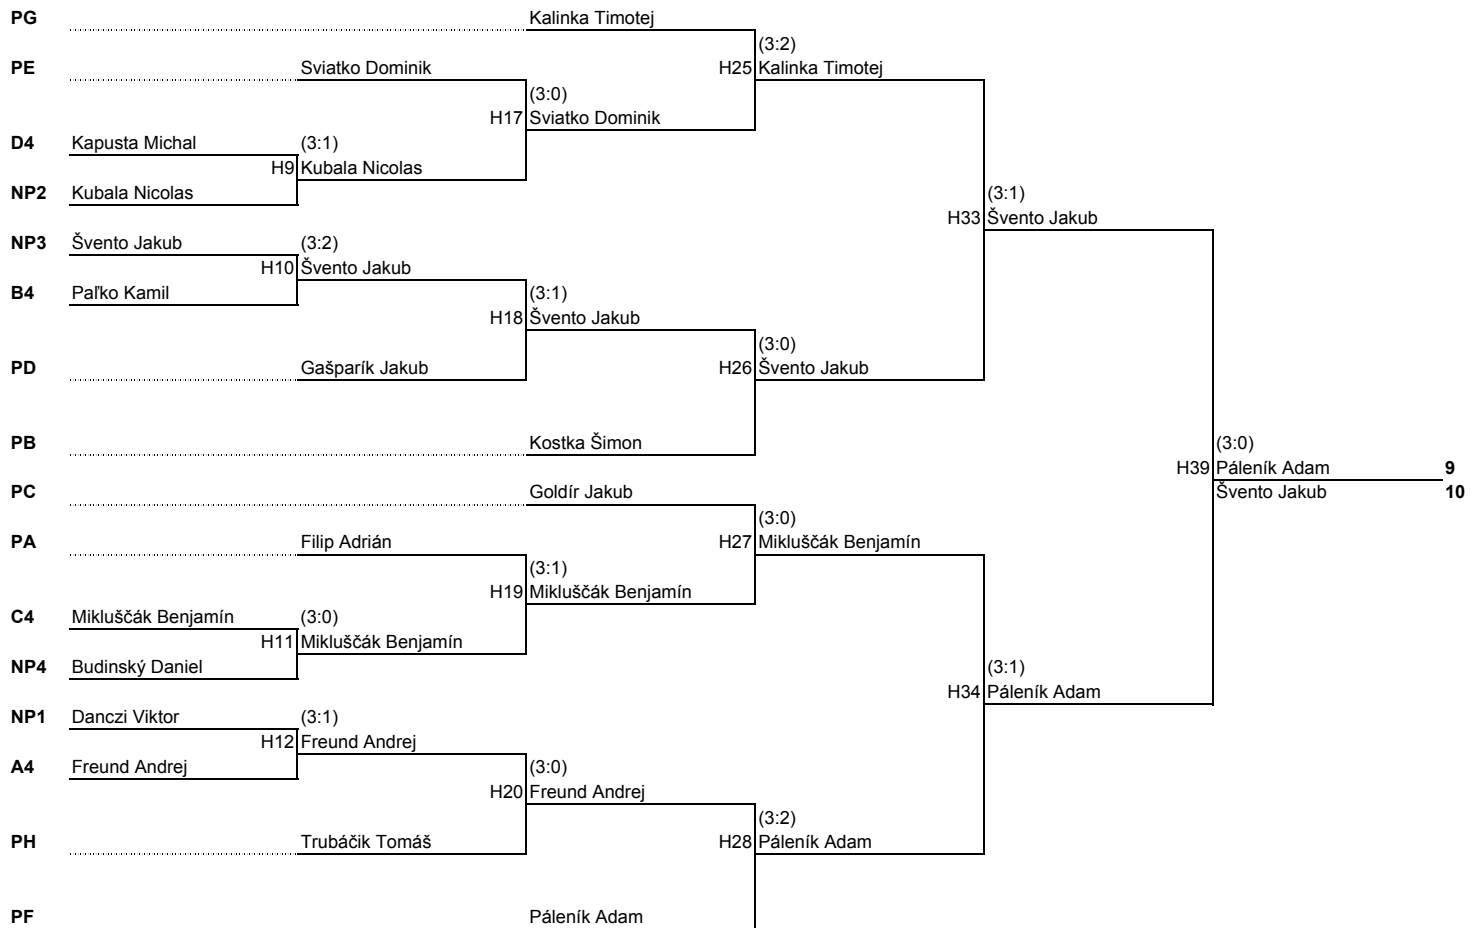 PG Kalinka Timotej
(3:2)
PE Sviatko Dominik H25 Kalinka Timotej
(3:0)
H17 Sviatko Dominik
D4 Kapusta Michal (3:1)
H9 Kubala Nicolas
NP2 Kubala Nicolas (3:1)
H33 Švento Jakub
NP3 Švento Jakub (3:2)
H10 Švento Jakub
B4 Paľko Kamil (3:1)
H18 Švento Jakub
(3:0)
PD Gašparík Jakub H26 Švento Jakub
PB Kostka Šimon (3:0)
H39 Páleník Adam 9
PC Goldír Jakub Švento Jakub 10
(3:0)
PA Filip Adrián H27 Mikluščák Benjamín
(3:1)
H19 Mikluščák Benjamín
C4 Mikluščák Benjamín (3:0)
H11 Mikluščák Benjamín
NP4 Budinský Daniel (3:1)
H34 Páleník Adam
NP1 Danczi Viktor (3:1)
H12 Freund Andrej
A4 Freund Andrej (3:0)
H20 Freund Andrej
(3:2)
PH Trubáčik Tomáš H28 Páleník Adam
PF Páleník Adam